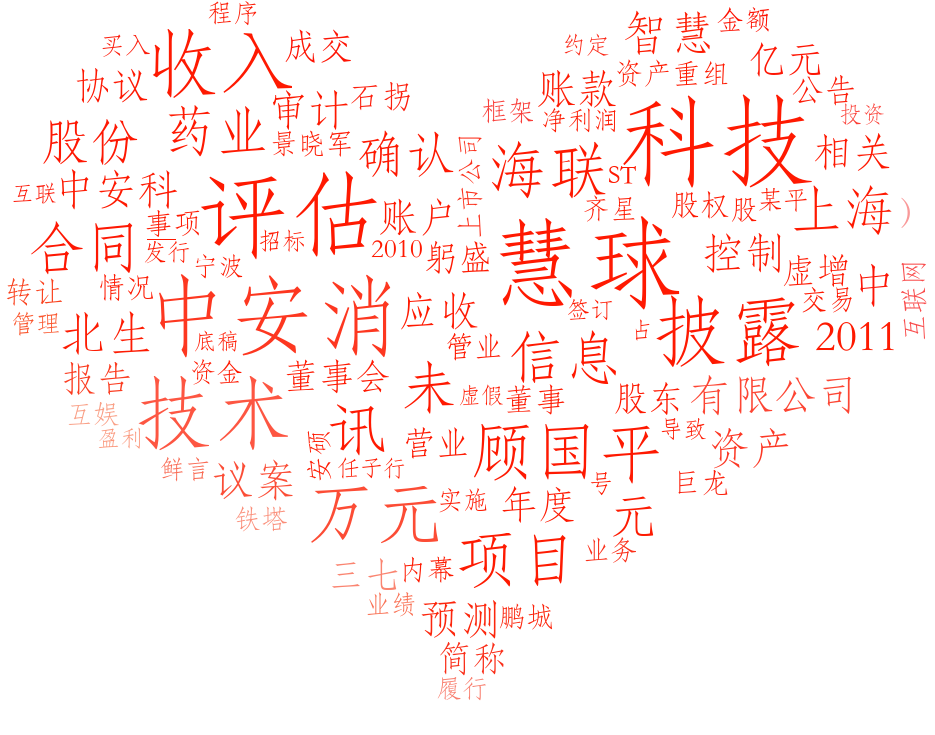 程序
买入
收入
成交
协议
智慧
金额
约定
亿元
账款
资产重组
公告
股份
药业
审计
石拐
景晓军
确认
框架
净利润
科技
投资
相关
上市公司
海联
ST
互联
中安科
事项
评估
招标
账户
2010
齐星
股权
股
某平
上海
)
合同
发行
宁波
躬盛
慧球
控制
虚增
中
互联网
转让
情况
中安消
应收
签订
交易
管理
北生
底稿
管业
信息
占
披露
2011
报告
资金
董事会
未
虚假
董事
股东
有限公司
互娱
盈利
技术
颂
讯
营业
顾国平
导致
资产
鲜言
议案
安
任子行
号
巨龙
铁塔
万元
实施
年度
元
三七
内幕
项目
业务
业绩
预测
鹏城
简称
履行